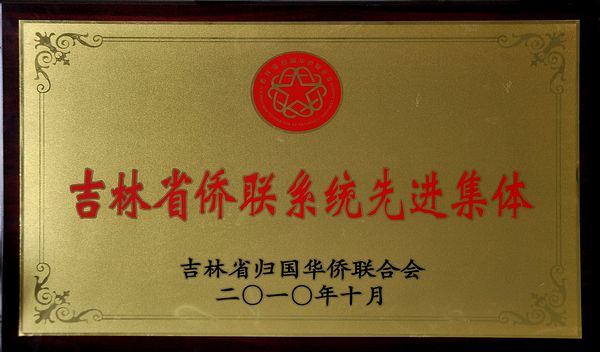 吉林省侨联系统先进集体
吉林省归国华侨联合会
二〇一〇年十月